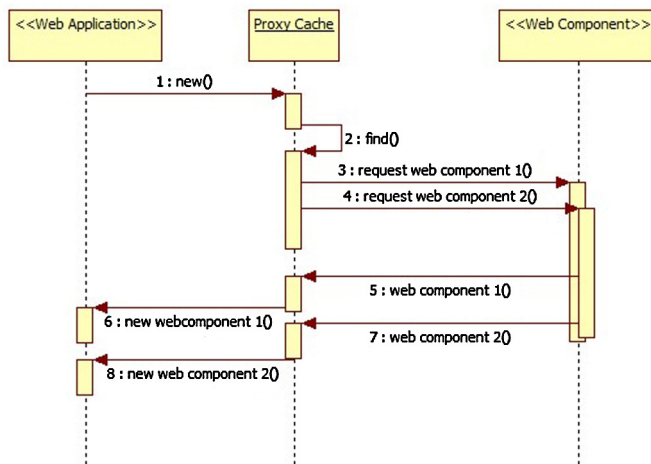 <<Web Application>>
Proxy Cache
<<Web Component>>
1 : new()
2 : find()
3 : request web component 1()
4 : request web component 2()
5 : web component 1()
6 : new webcomponent 1()
7 : web component 2()
8 : new web component 2()